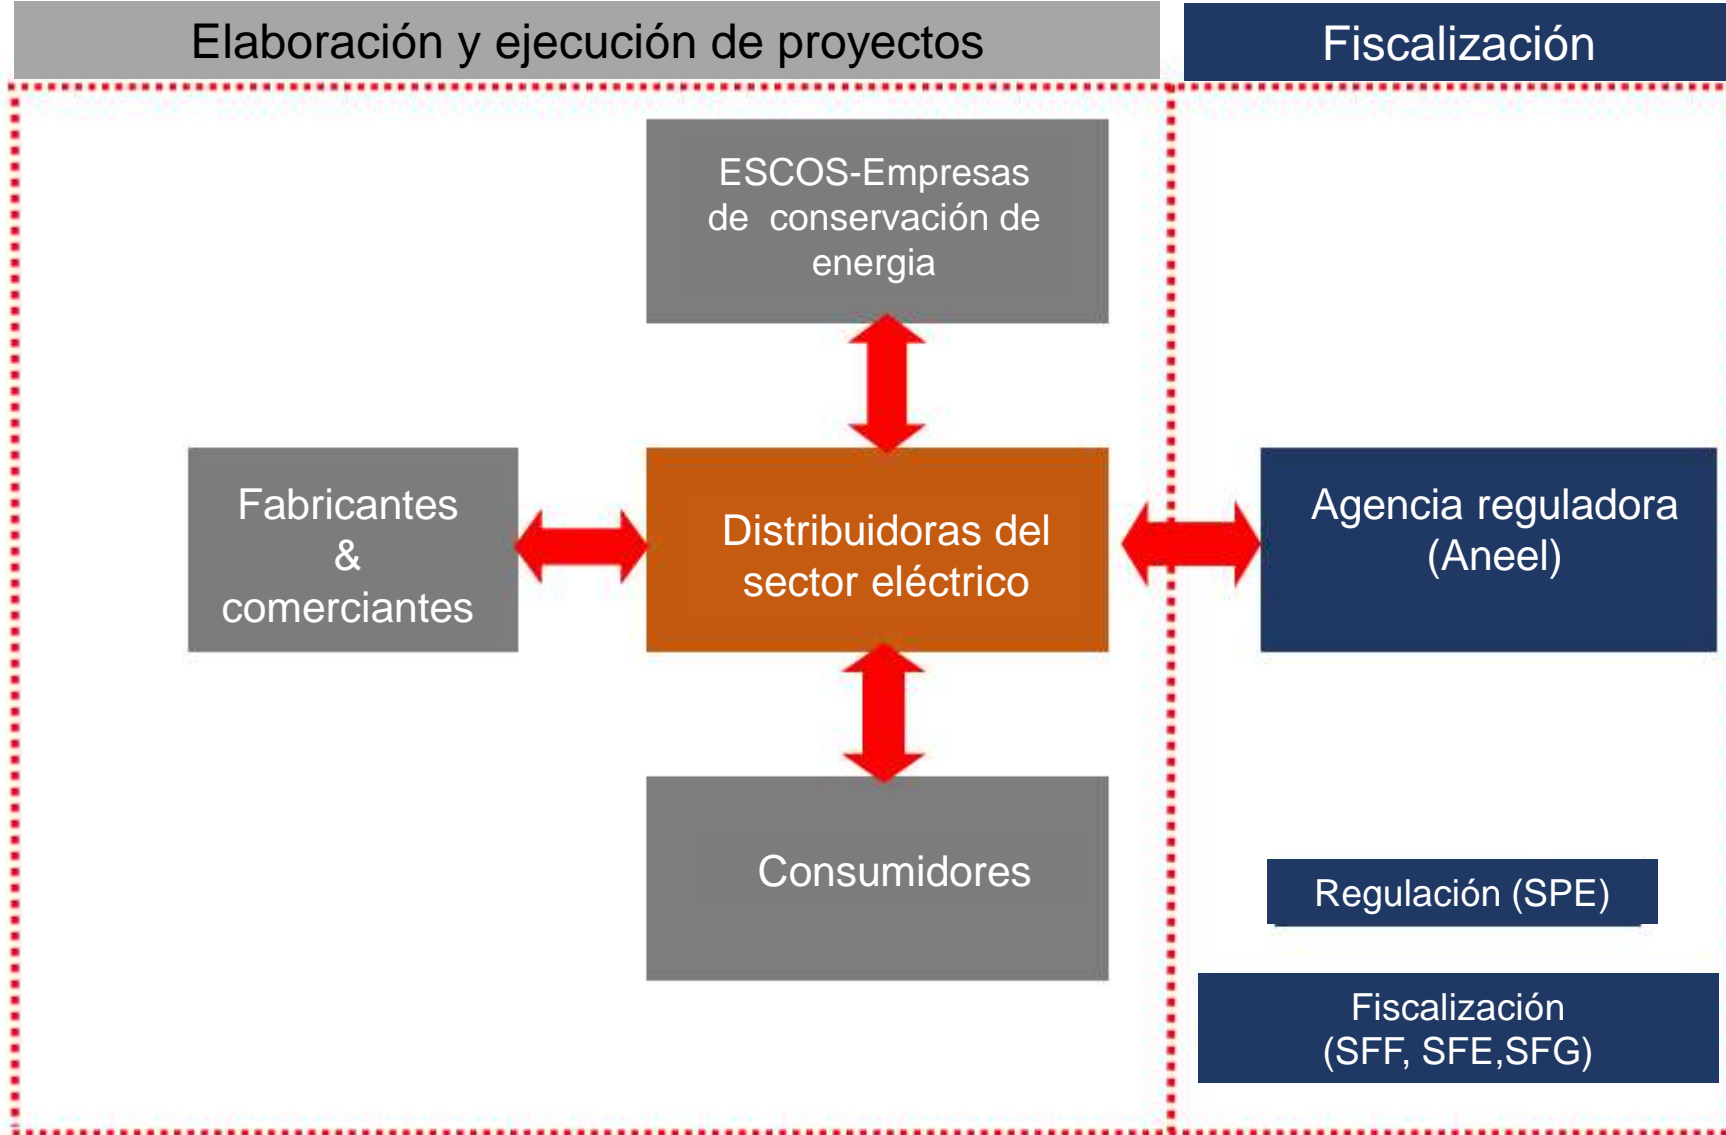 Elaboración y ejecución de proyectos
Fiscalización
ESCOS-Empresas
de conservación de
energia
Fabricantes
&
comerciantes
Distribuidoras del
sector eléctrico
Agencia reguladora
(Aneel)
Consumidores
Regulación (SPE)
Fiscalización
(SFF, SFE,SFG)